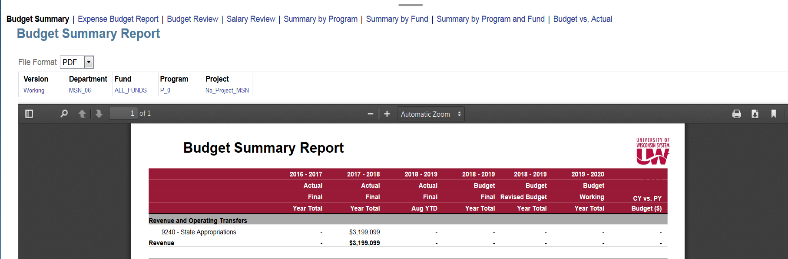 Budget Summary | Expense Budget Report | Budget Review | Salary Review | Summary by Program | Summary by Fund | Summary by Program and Fund | Budget vs. Actual
Budget Summary Report
File Format PDF
Version Department Fund Program Project
Working MSN_06 ALL_FUNDS P_0 No_Project_MSN
1 of 1 Automatic Zoom
UNIVERSITY OF
WISCONSIN SYSTEM
UW
Budget Summary Report
2016 - 2017 2017 - 2018 2018 - 2019 2018 - 2019 2018 - 2019 2019 - 2020
Actual Actual Actual Budget Budget Budget
Final Final Final Final Revised Budget Working CY vs. PY
Year Total Year Total Aug YTD Year Total Year Total Year Total Budget ($)
Revenue and Operating Transfers
9240 - State Appropriations - $3,199,099 - - - - -
Revenue - $3,199,099 - - - - -